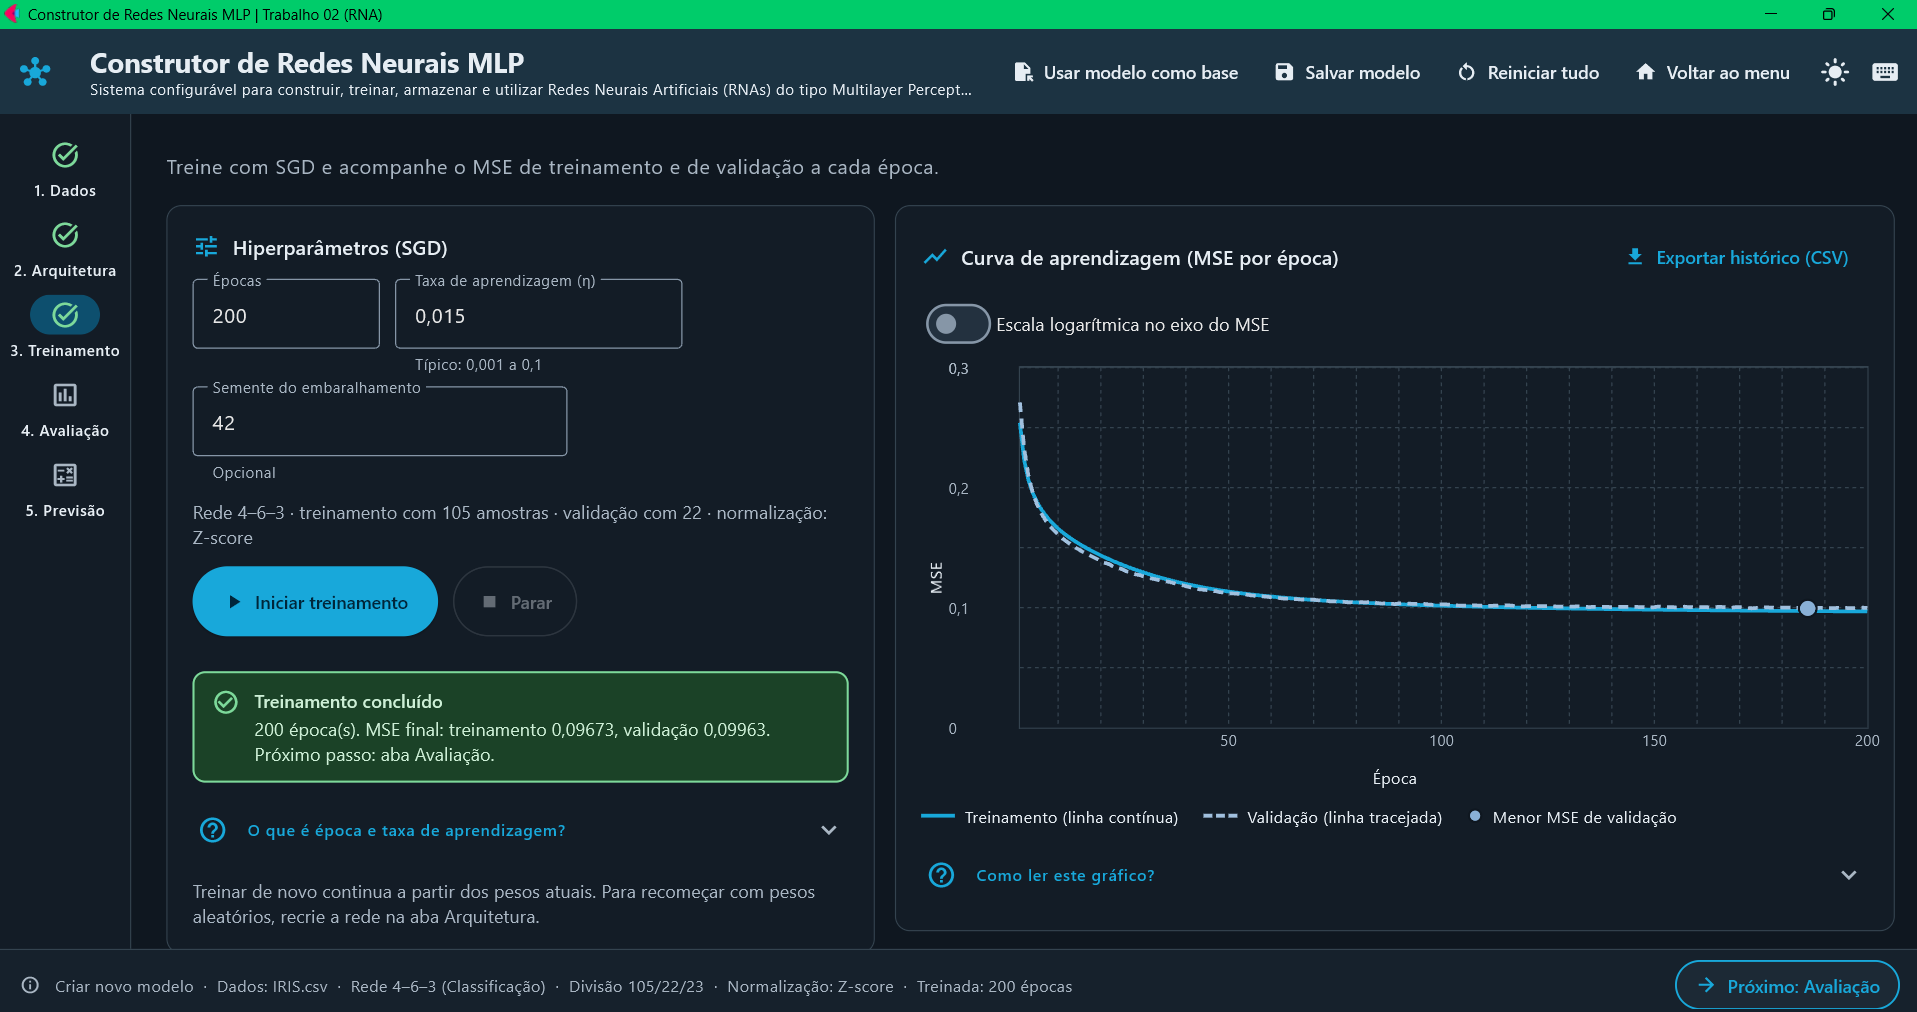 Construtor de Redes Neurais MLP | Trabalho 02 (RNA)
Construtor de Redes Neurais MLP
Sistema configurável para construir, treinar, armazenar e utilizar Redes Neurais Artificiais (RNAs) do tipo Multilayer Percept...
Usar modelo como base
Salvar modelo
Reiniciar tudo
Voltar ao menu
1. Dados
2. Arquitetura
3. Treinamento
4. Avaliação
5. Previsão
Treine com SGD e acompanhe o MSE de treinamento e de validação a cada época.
Hiperparâmetros (SGD)
Épocas
200
Taxa de aprendizagem (η)
0,015
Típico: 0,001 a 0,1
Semente do embaralhamento
42
Opcional
Rede 4–6–3 · treinamento com 105 amostras · validação com 22 · normalização:
Z-score
Iniciar treinamento
Parar
Treinamento concluído
200 época(s). MSE final: treinamento 0,09673, validação 0,09963.
Próximo passo: aba Avaliação.
O que é época e taxa de aprendizagem?
Treinar de novo continua a partir dos pesos atuais. Para recomeçar com pesos
aleatórios, recrie a rede na aba Arquitetura.
Curva de aprendizagem (MSE por época)
Exportar histórico (CSV)
Escala logarítmica no eixo do MSE
0,3
0,2
0,1
0
MSE
50
100
150
200
Época
Treinamento (linha contínua)
Validação (linha tracejada)
Menor MSE de validação
Como ler este gráfico?
Criar novo modelo · Dados: IRIS.csv · Rede 4–6–3 (Classificação) · Divisão 105/22/23 · Normalização: Z-score · Treinada: 200 épocas
Próximo: Avaliação